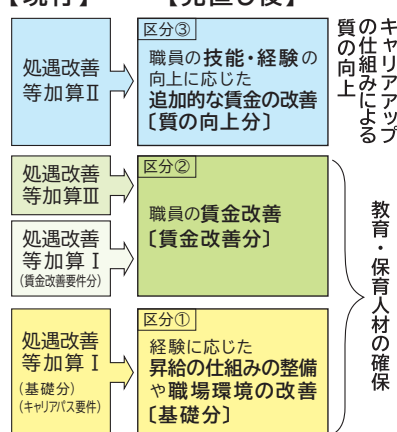 【現行】
【見直し後】
処遇改善
等加算Ⅱ
区分③
職員の技能・経験の
向上に応じた
追加的な賃金の改善
〔質の向上分〕
キャリアアップ
の仕組みによる
質の向上
処遇改善
等加算Ⅲ
処遇改善
等加算Ⅰ
(賃金改善要件分)
区分②
職員の賃金改善
〔賃金改善分〕
処遇改善
等加算Ⅰ
(基礎分)
(キャリアパス要件)
区分①
経験に応じた
昇給の仕組みの整備
や職場環境の改善
〔基礎分〕
教育・保育人材の確保